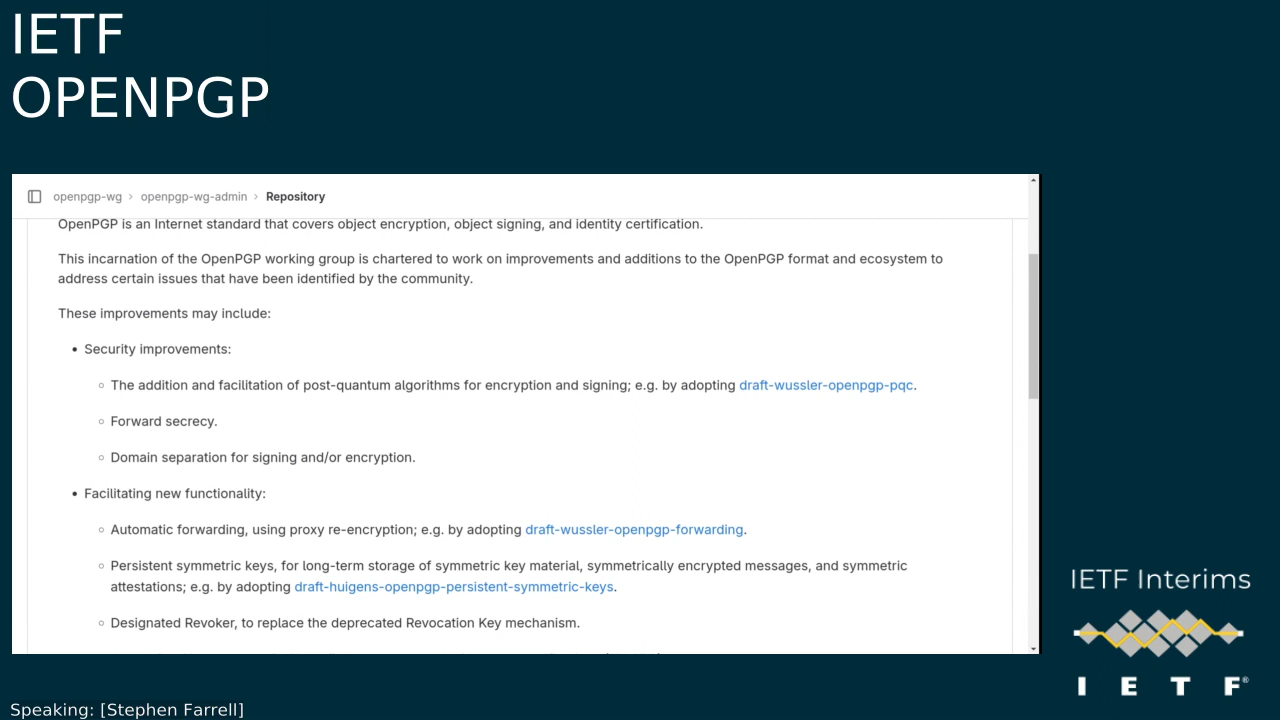 IETF
OPENPGP
openpgp-wg › openpgp-wg-admin › Repository
OpenPGP is an Internet standard that covers object encryption, object signing, and identity certification.
This incarnation of the OpenPGP working group is chartered to work on improvements and additions to the OpenPGP format and ecosystem to
address certain issues that have been identified by the community.
These improvements may include:
• Security improvements:
○ The addition and facilitation of post-quantum algorithms for encryption and signing; e.g. by adopting draft-wussler-openpgp-pqc.
○ Forward secrecy.
○ Domain separation for signing and/or encryption.
• Facilitating new functionality:
○ Automatic forwarding, using proxy re-encryption; e.g. by adopting draft-wussler-openpgp-forwarding.
○ Persistent symmetric keys, for long-term storage of symmetric key material, symmetrically encrypted messages, and symmetric
attestations; e.g. by adopting draft-huigens-openpgp-persistent-symmetric-keys.
○ Designated Revoker, to replace the deprecated Revocation Key mechanism.
IETF Interims
I E T F®
Speaking: [Stephen Farrell]